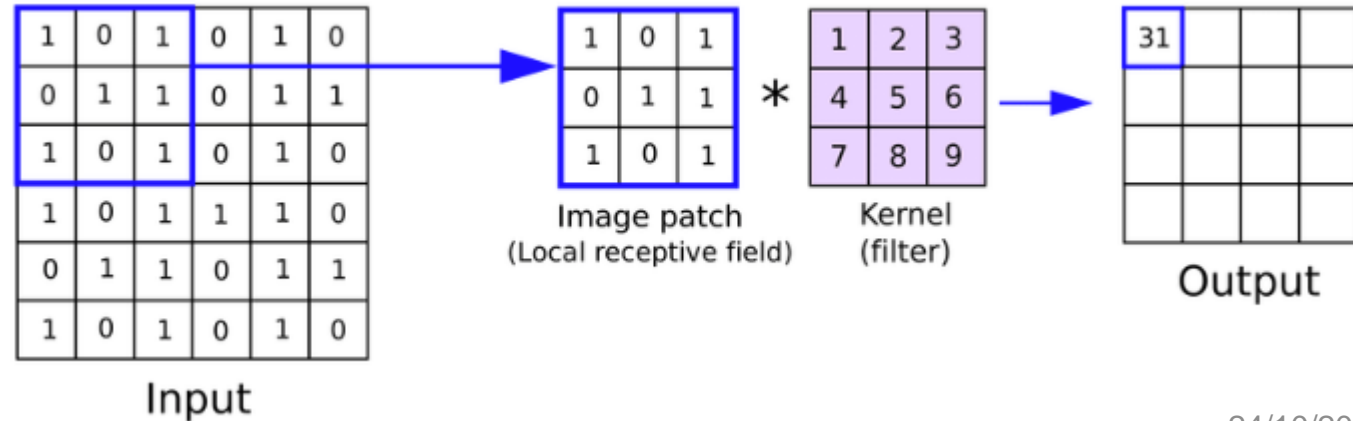 1 0 1 0 1 0
0 1 1 0 1 1
1 0 1 0 1 0
1 0 1 1 1 0
0 1 1 0 1 1
1 0 1 0 1 0
Input
1 0 1
0 1 1
1 0 1
Image patch
(Local receptive field)
*
1 2 3
4 5 6
7 8 9
Kernel
(filter)
31
Output